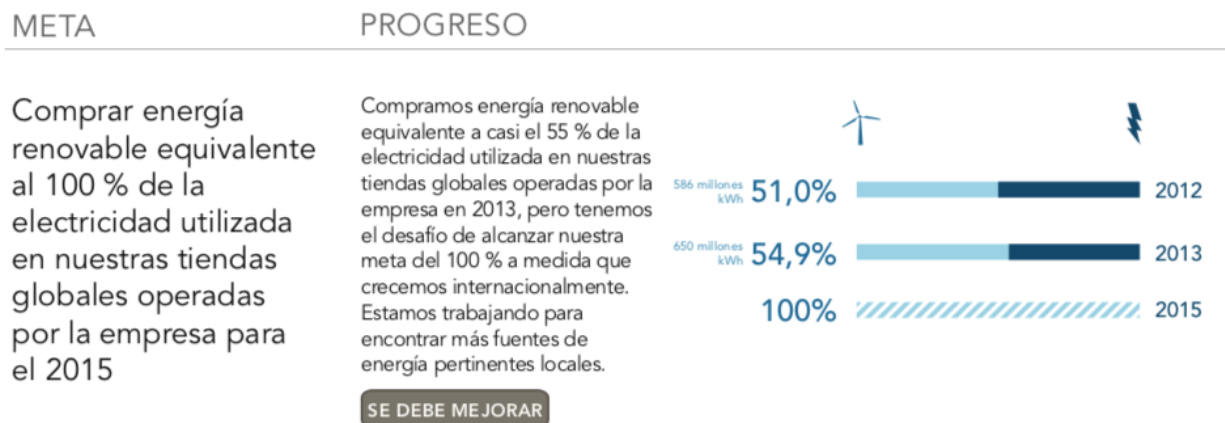 META
PROGRESO
Comprar energía
renovable equivalente
al 100 % de la
electricidad utilizada
en nuestras tiendas
globales operadas
por la empresa para
el 2015
Compramos energía renovable
equivalente a casi el 55 % de la
electricidad utilizada en nuestras
tiendas globales operadas por la
empresa en 2013, pero tenemos
el desafío de alcanzar nuestra
meta del 100 % a medida que
crecemos internacionalmente.
Estamos trabajando para
encontrar más fuentes de
energía pertinentes locales.
SE DEBE MEJORAR
586 millones
kWh 51,0% 2012
650 millones
kWh 54,9% 2013
100% 2015